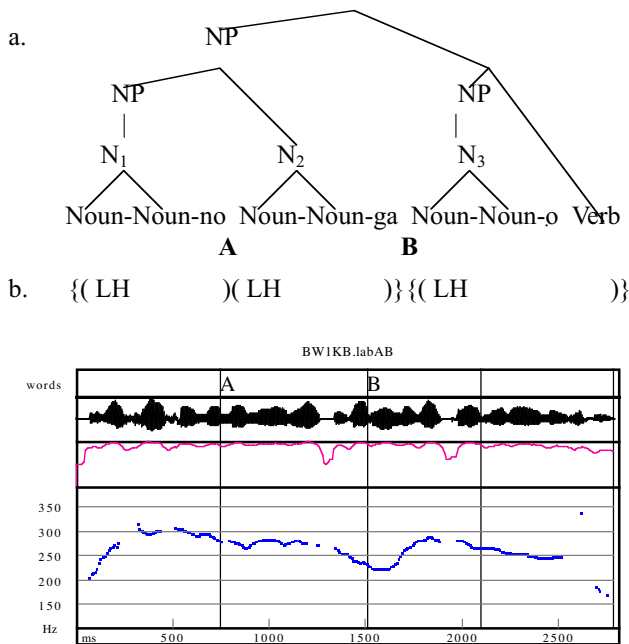 a.
NP
NP NP
N1 N2 N3
Noun-Noun-no Noun-Noun-ga Noun-Noun-o Verb
A B
b. {( LH )( LH )}{( LH )}
BW1KB.labAB
words A B
350
300
250
200
150
Hz
ms 500 1000 1500 2000 2500